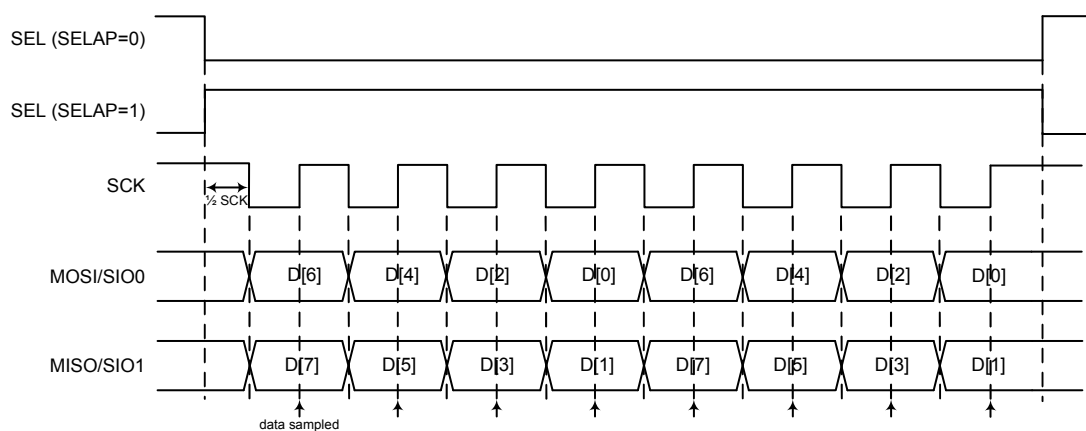 SEL (SELAP=0)
SEL (SELAP=1)
SCK
½ SCK
MOSI/SIO0 D[6] D[4] D[2] D[0] D[6] D[4] D[2] D[0]
MISO/SIO1 D[7] D[5] D[3] D[1] D[7] D[5] D[3] D[1]
data sampled